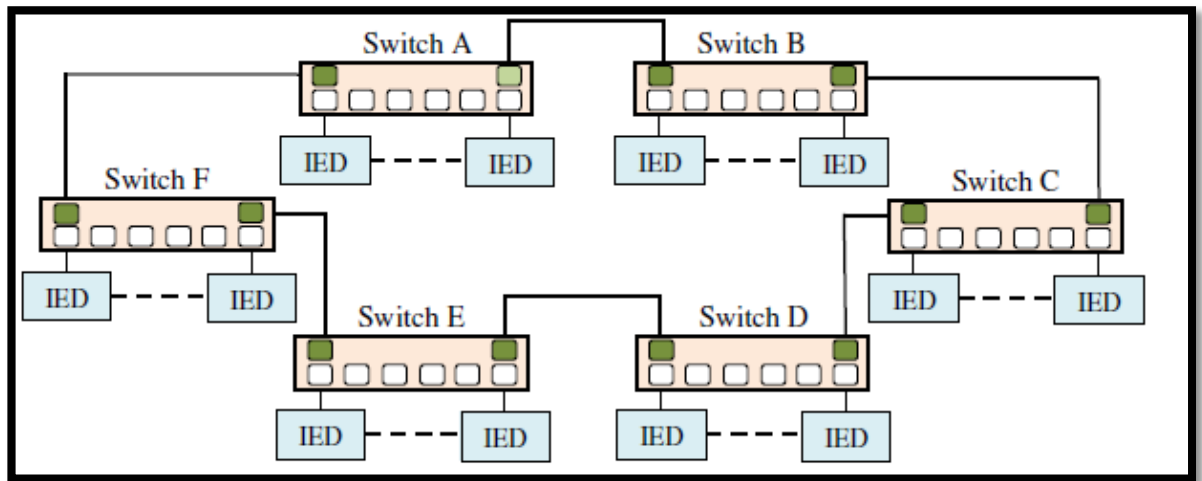 Switch A
Switch B
IED
IED
IED
IED
Switch F
Switch C
IED
IED
IED
IED
Switch E
Switch D
IED
IED
IED
IED